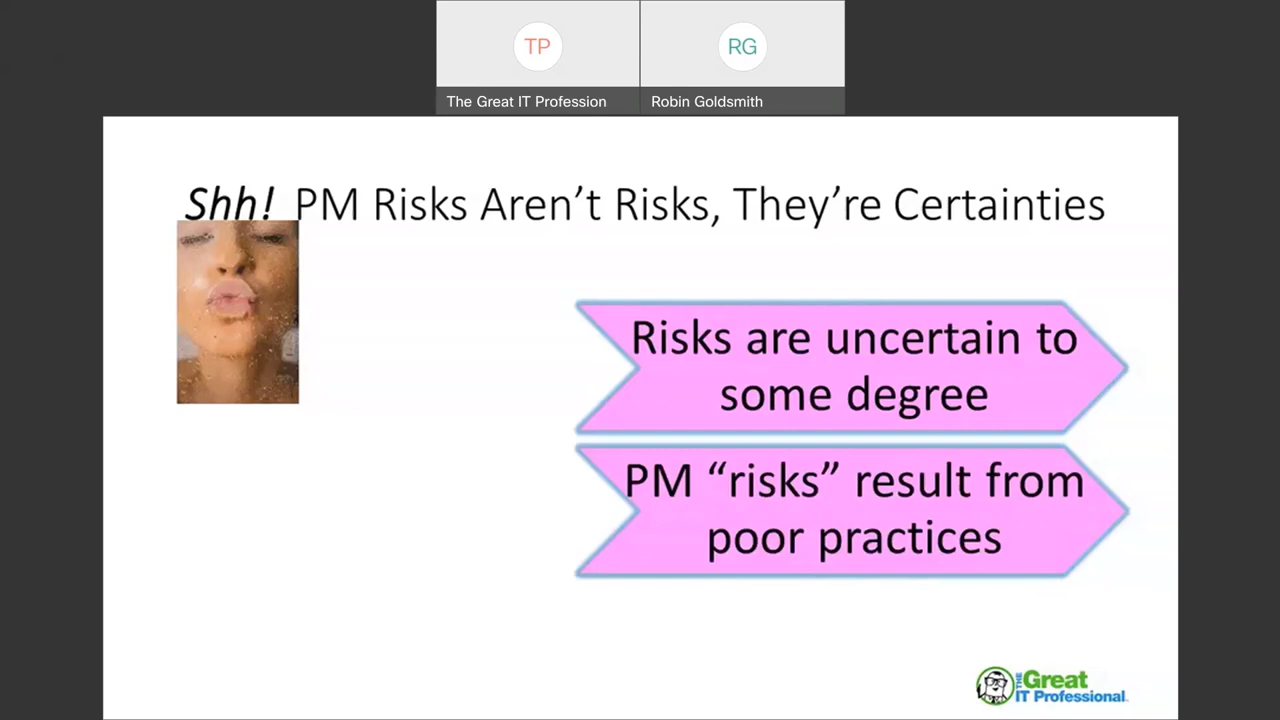 TP
RG
The Great IT Profession
Robin Goldsmith
Shh! PM Risks Aren’t Risks, They’re Certainties
Risks are uncertain to
some degree
PM “risks” result from
poor practices
THE Great
IT Professional